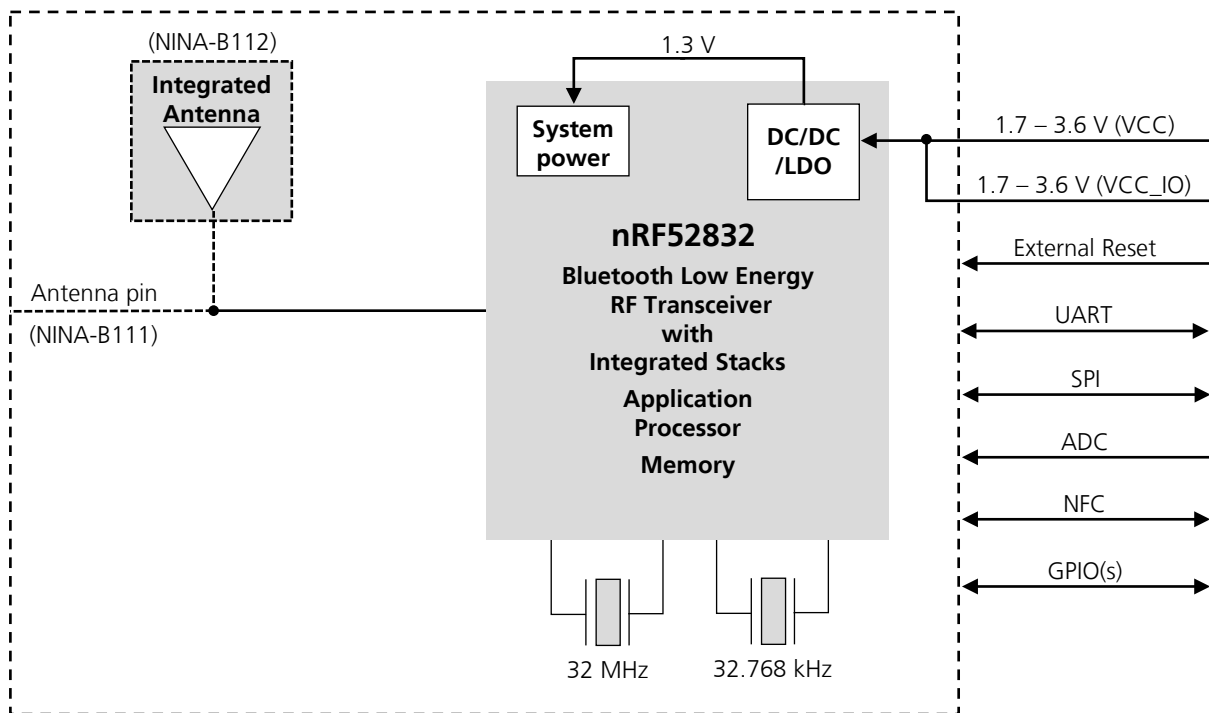 (NINA-B112)
Integrated
Antenna
Antenna pin
(NINA-B111)
1.3 V
System
power
DC/DC
/LDO
nRF52832
Bluetooth Low Energy
RF Transceiver
with
Integrated Stacks
Application
Processor
Memory
32 MHz
32.768 kHz
1.7 – 3.6 V (VCC)
1.7 – 3.6 V (VCC_IO)
External Reset
UART
SPI
ADC
NFC
GPIO(s)